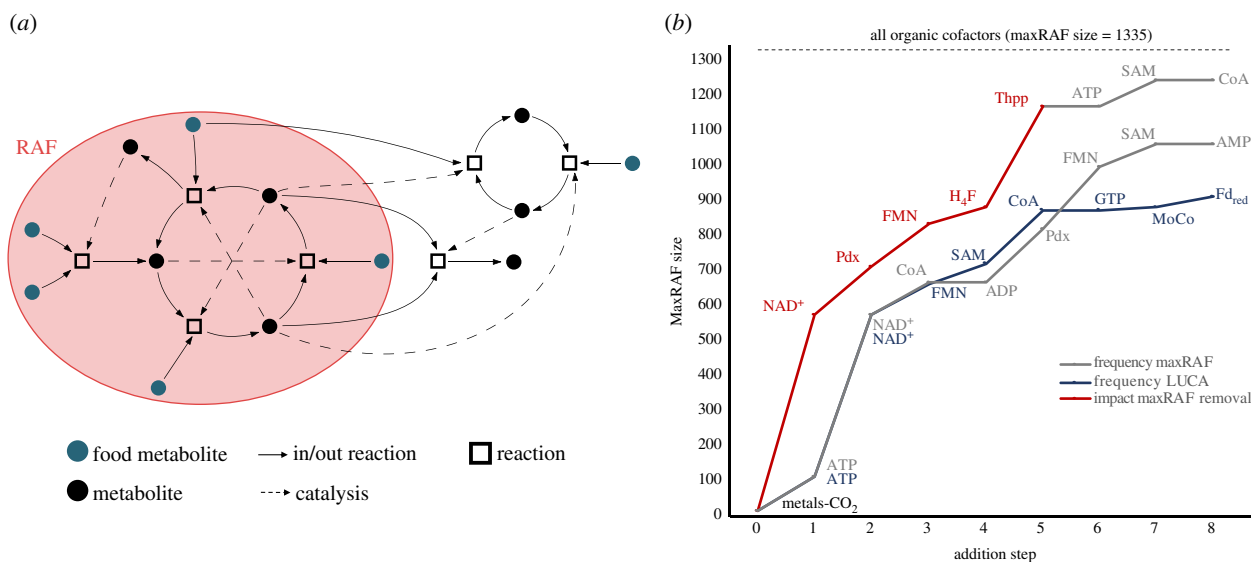 (a)
RAF
food metabolite
in/out reaction
reaction
metabolite
catalysis
(b)
all organic cofactors (maxRAF size = 1335)
MaxRAF size
1300
1200
1100
1000
900
800
700
600
500
400
300
200
100
0
NAD⁺
Pdx
FMN
H₄F
Thpp
ATP
SAM
CoA
FMN
SAM
AMP
CoA
GTP
MoCo
Fd_red
Pdx
SAM
CoA
FMN
ADP
NAD⁺
NAD⁺
ATP
ATP
metals-CO₂
frequency maxRAF
frequency LUCA
impact maxRAF removal
0 1 2 3 4 5 6 7 8
addition step